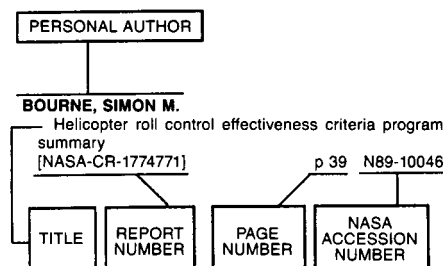 PERSONAL AUTHOR
BOURNE, SIMON M.
Helicopter roll control effectiveness criteria program
summary
[NASA-CR-1774771] p 39 N89-10046
TITLE
REPORT
NUMBER
PAGE
NUMBER
NASA
ACCESSION
NUMBER